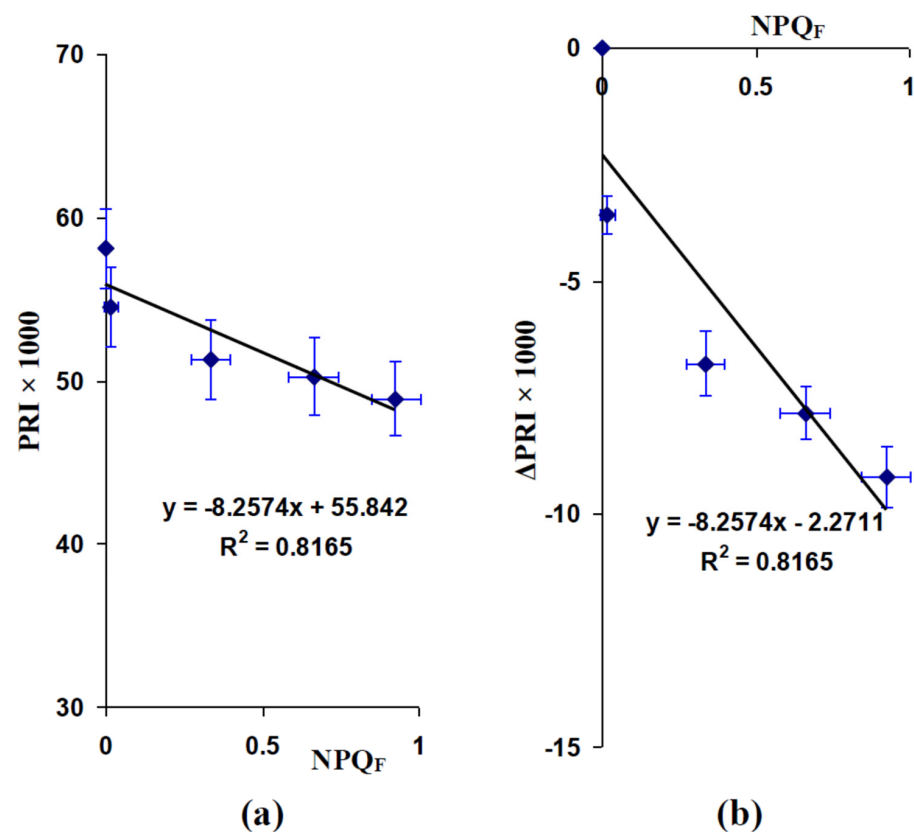 70
60
50
40
30
PRI × 1000
0
0.5
1
NPQF
y = -8.2574x + 55.842
R² = 0.8165
(a)
NPQF
0
0
0.5
1
-5
-10
-15
ΔPRI × 1000
y = -8.2574x - 2.2711
R² = 0.8165
(b)